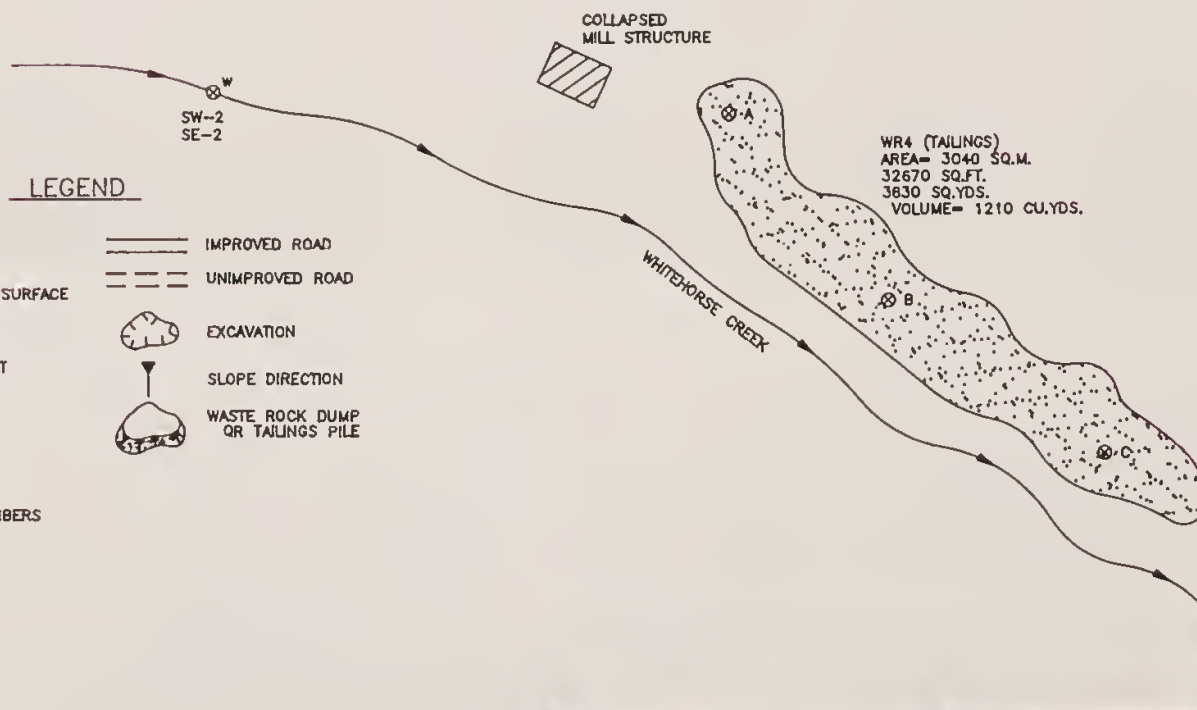 COLLAPSED
MILL STRUCTURE
W
SW-2
SE-2
A
WR4 (TAILINGS)
AREA= 3040 SQ.M.
32670 SQ.FT.
3630 SQ.YDS.
VOLUME= 1210 CU.YDS.
LEGEND
IMPROVED ROAD
UNIMPROVED ROAD
SURFACE
EXCAVATION
T
SLOPE DIRECTION
WASTE ROCK DUMP
OR TAILINGS PILE
WHITEHORSE CREEK
B
C